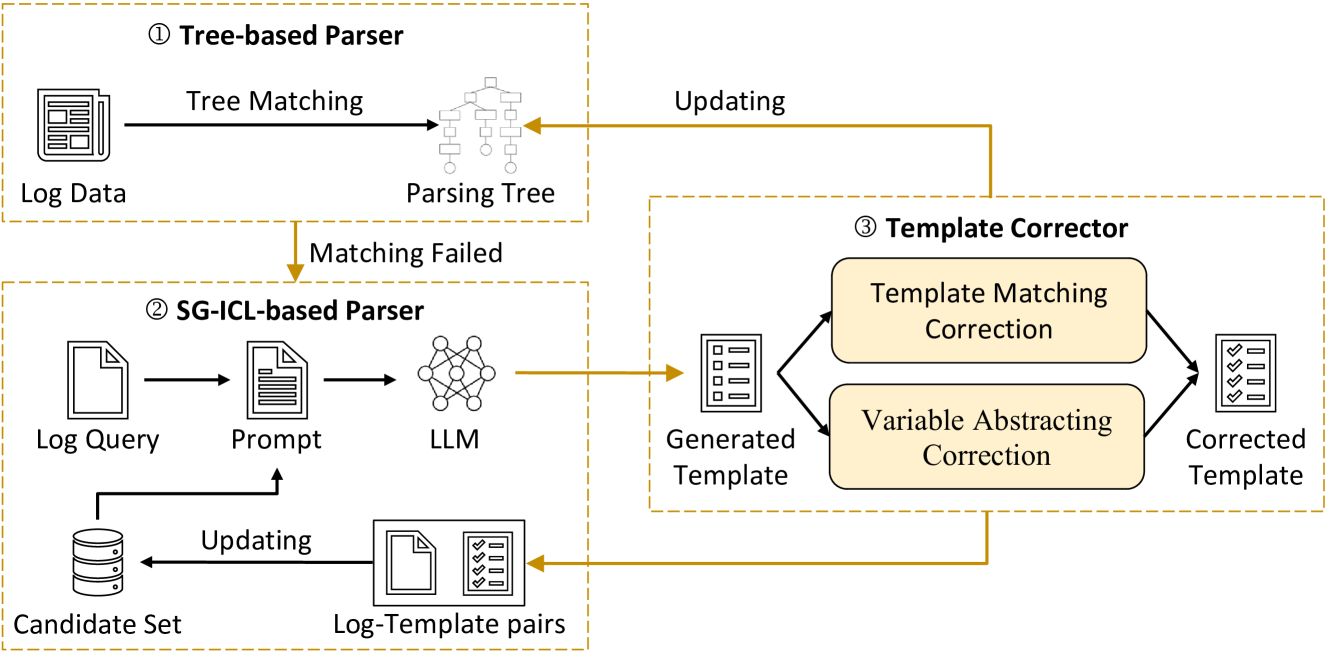 ① Tree-based Parser
Tree Matching
Log Data
Parsing Tree
Updating
Matching Failed
② SG-ICL-based Parser
Log Query
Prompt
LLM
Updating
Candidate Set
Log-Template pairs
③ Template Corrector
Template Matching
Correction
Variable Abstracting
Correction
Generated
Template
Corrected
Template